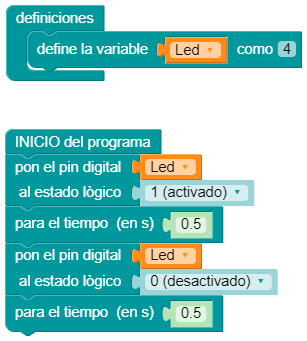 definiciones
define la variable Led como 4
INICIO del programa
pon el pin digital Led
al estado lògico 1 (activado)
para el tiempo (en s) 0.5
pon el pin digital Led
al estado lógico 0 (desactivado)
para el tiempo (en s) 0.5